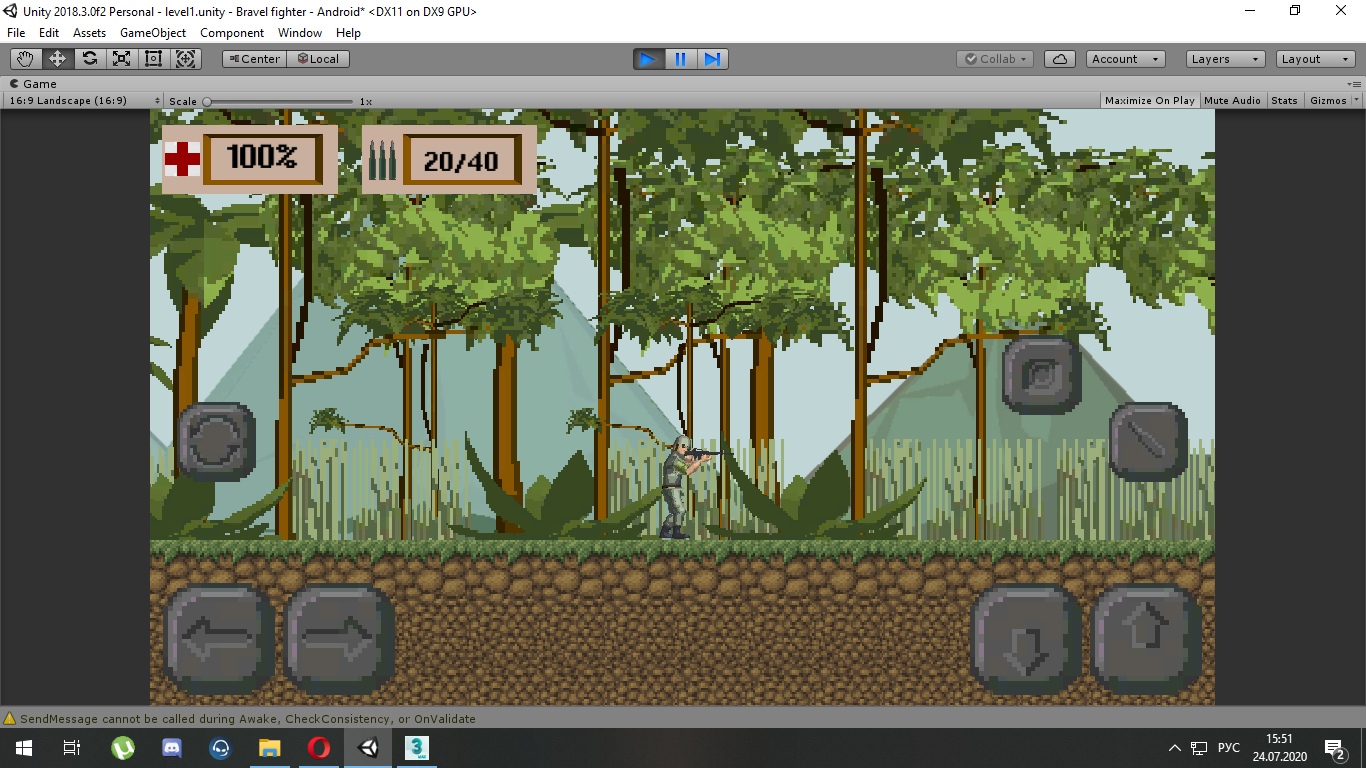 Unity 2018.3.0f2 Personal - level1.unity - Bravel fighter - Android* <DX11 on DX9 GPU>
File Edit Assets GameObject Component Window Help
Center Local Collab Account Layers Layout
Game
16:9 Landscape (16:9) Scale 1x Maximize On Play Mute Audio Stats Gizmos
100% 20/40
SendMessage cannot be called during Awake, CheckConsistency, or OnValidate
3
РУС
15:51
24.07.2020
2